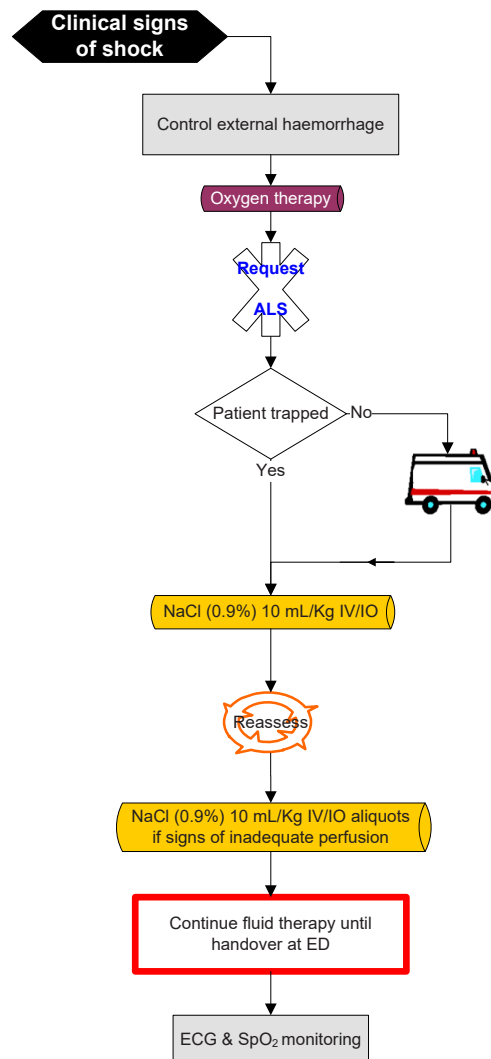 Clinical signs
of shock
Control external haemorrhage
Oxygen therapy
Request
ALS
Patient trapped
No
Yes
NaCl (0.9%) 10 mL/Kg IV/IO
Reassess
NaCl (0.9%) 10 mL/Kg IV/IO aliquots
if signs of inadequate perfusion
Continue fluid therapy until
handover at ED
ECG & SpO₂ monitoring